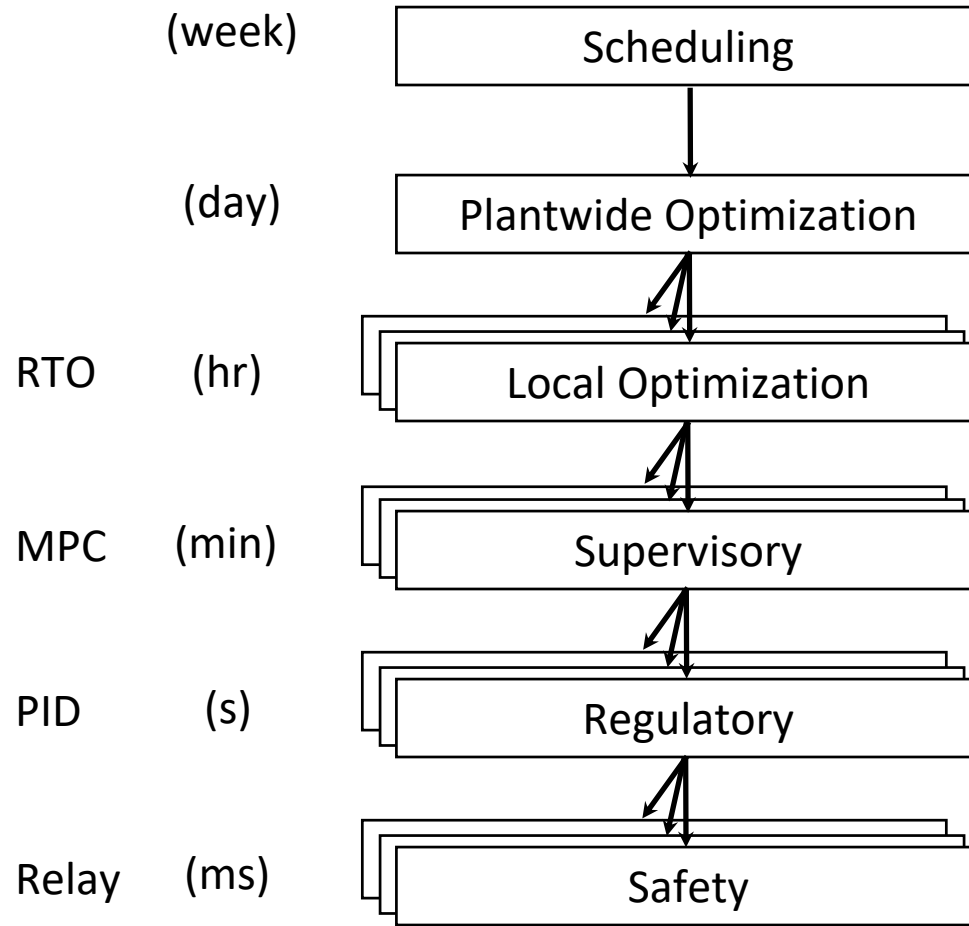 (week) Scheduling
(day) Plantwide Optimization
RTO (hr) Local Optimization
MPC (min) Supervisory
PID (s) Regulatory
Relay (ms) Safety